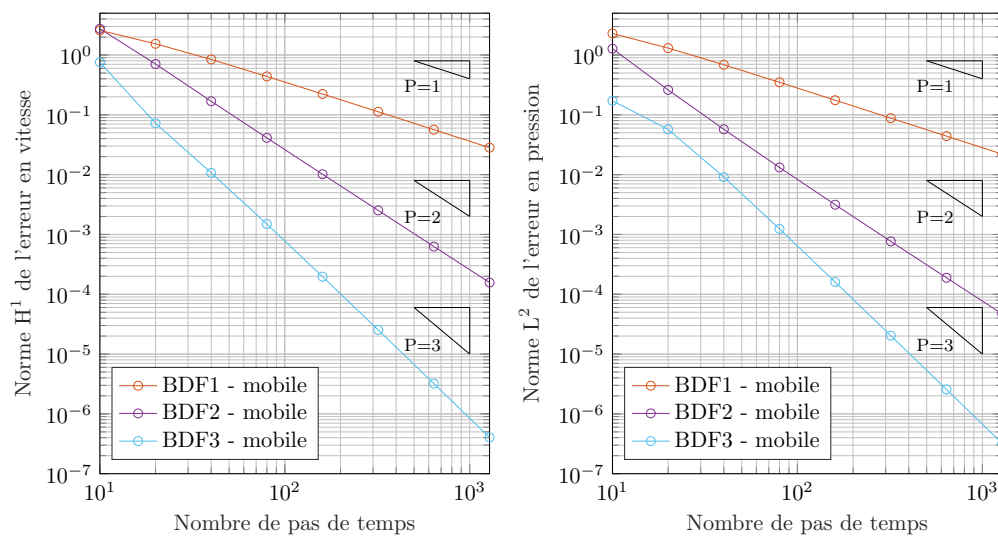 10^0
10^−1
10^−2
10^−3
10^−4
10^−5
10^−6
10^−7
10^1
10^2
10^3
Norme H^1 de l'erreur en vitesse
Nombre de pas de temps
P=1
P=2
P=3
BDF1 - mobile
BDF2 - mobile
BDF3 - mobile
10^0
10^−1
10^−2
10^−3
10^−4
10^−5
10^−6
10^−7
10^1
10^2
10^3
Norme L^2 de l'erreur en pression
Nombre de pas de temps
P=1
P=2
P=3
BDF1 - mobile
BDF2 - mobile
BDF3 - mobile